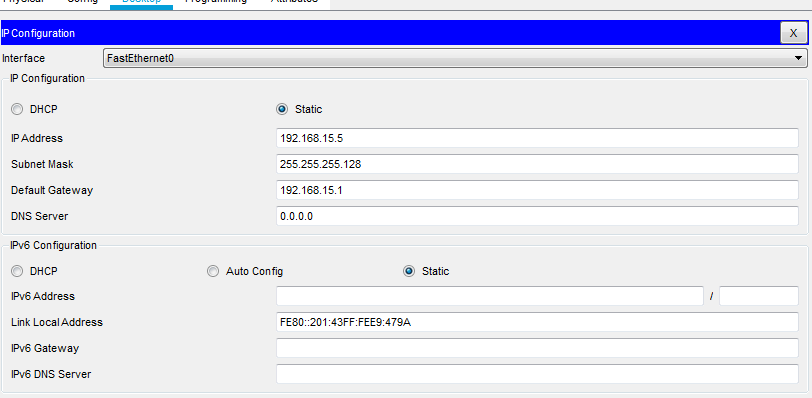 Physical Config Desktop Programming Attributes
IP Configuration X
Interface FastEthernet0
IP Configuration
DHCP Static
IP Address 192.168.15.5
Subnet Mask 255.255.255.128
Default Gateway 192.168.15.1
DNS Server 0.0.0.0
IPv6 Configuration
DHCP Auto Config Static
IPv6 Address /
Link Local Address FE80::201:43FF:FEE9:479A
IPv6 Gateway
IPv6 DNS Server